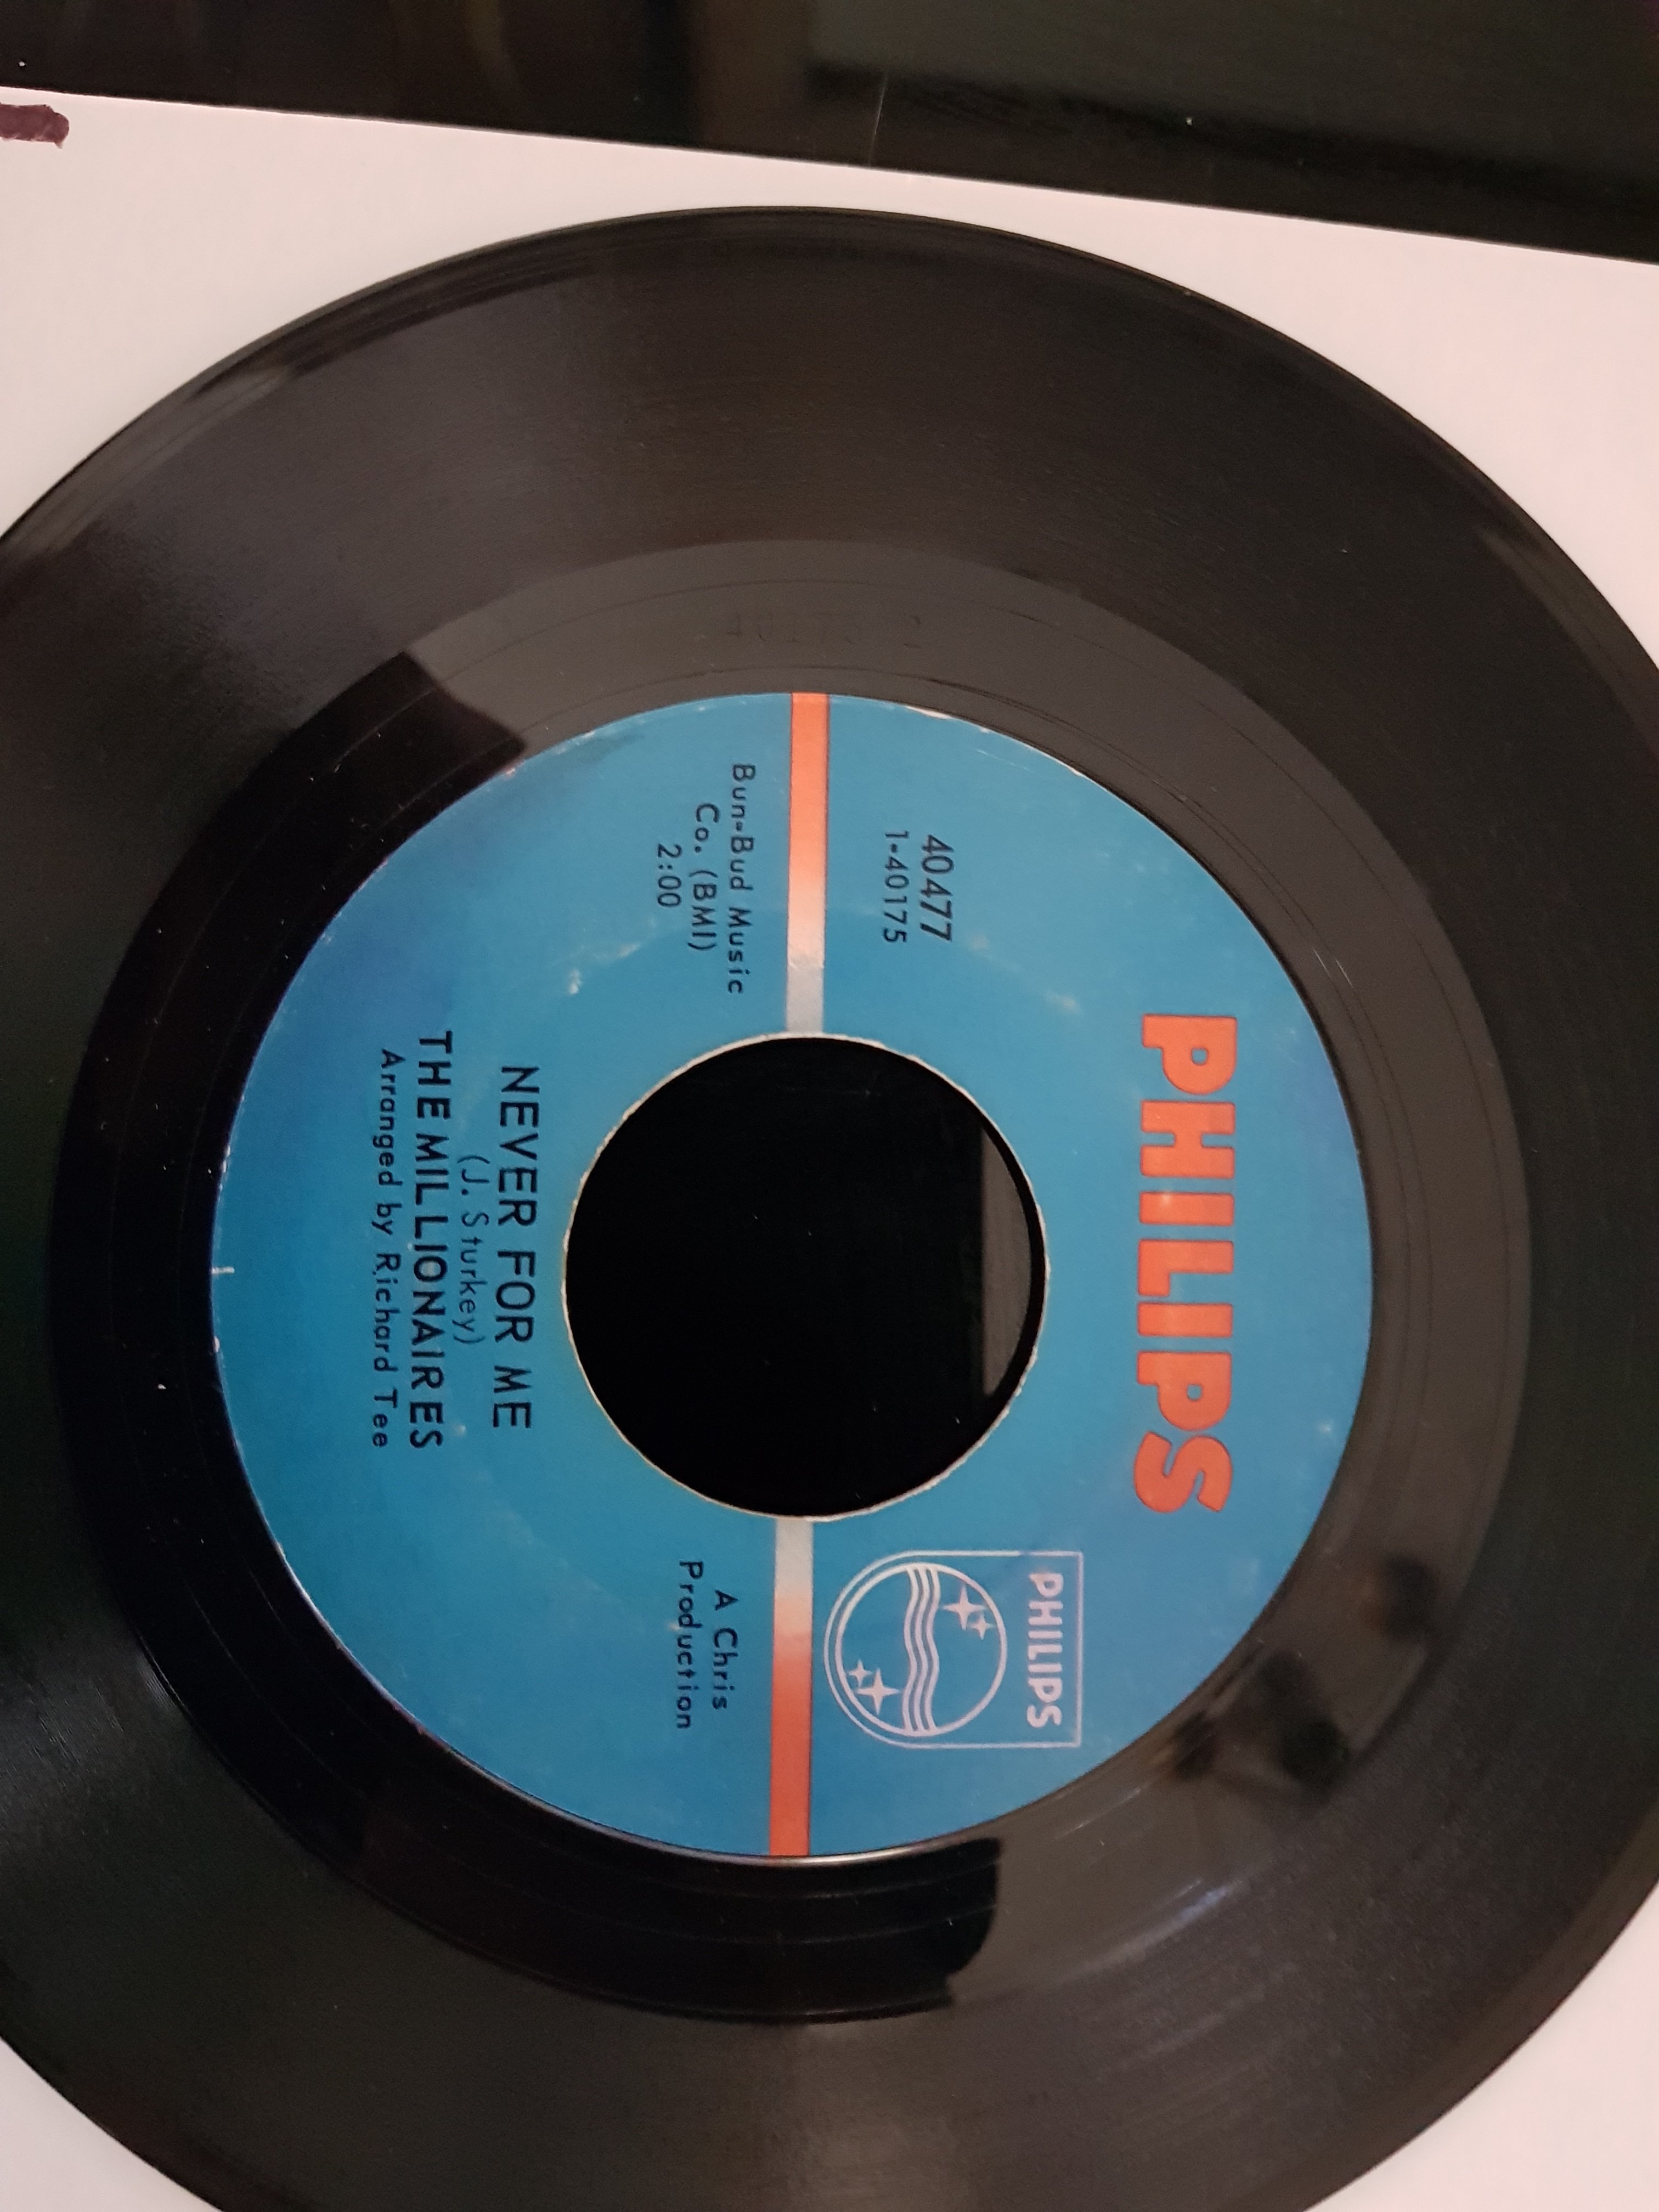 PHILIPS
PHILIPS
40477
1-40175
Bun-Bud Music
Co. (BMI)
2:00
A Chris
Production
NEVER FOR ME
(J. Sturkey)
THE MILLIONAIRES
Arranged by Richard Tee